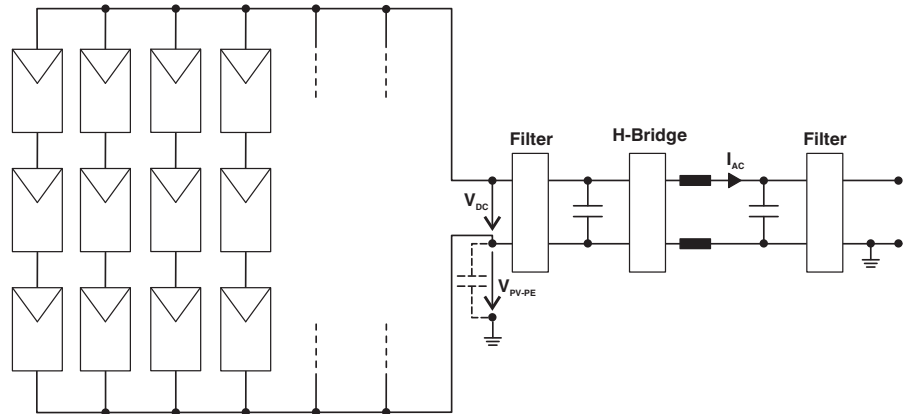 Filter
H-Bridge
Filter
I_AC
V_DC
V_PV-PE